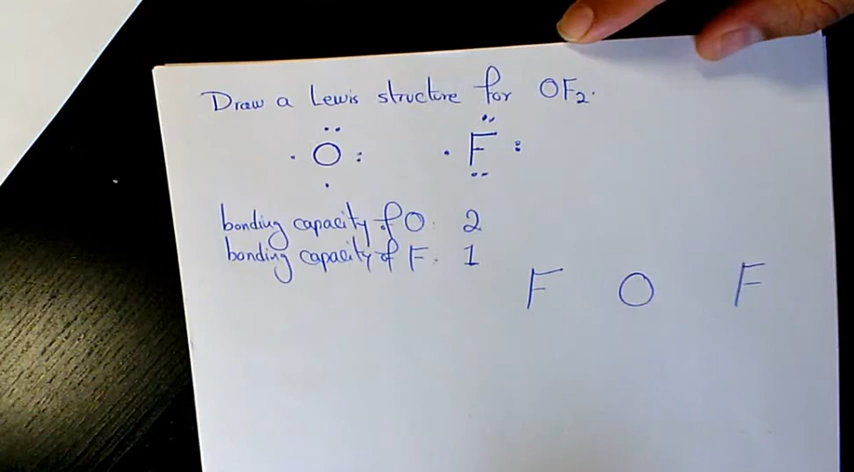 Draw a Lewis structure for OF₂.
O F
bonding capacity of O. 2
bonding capacity of F. 1
F O F